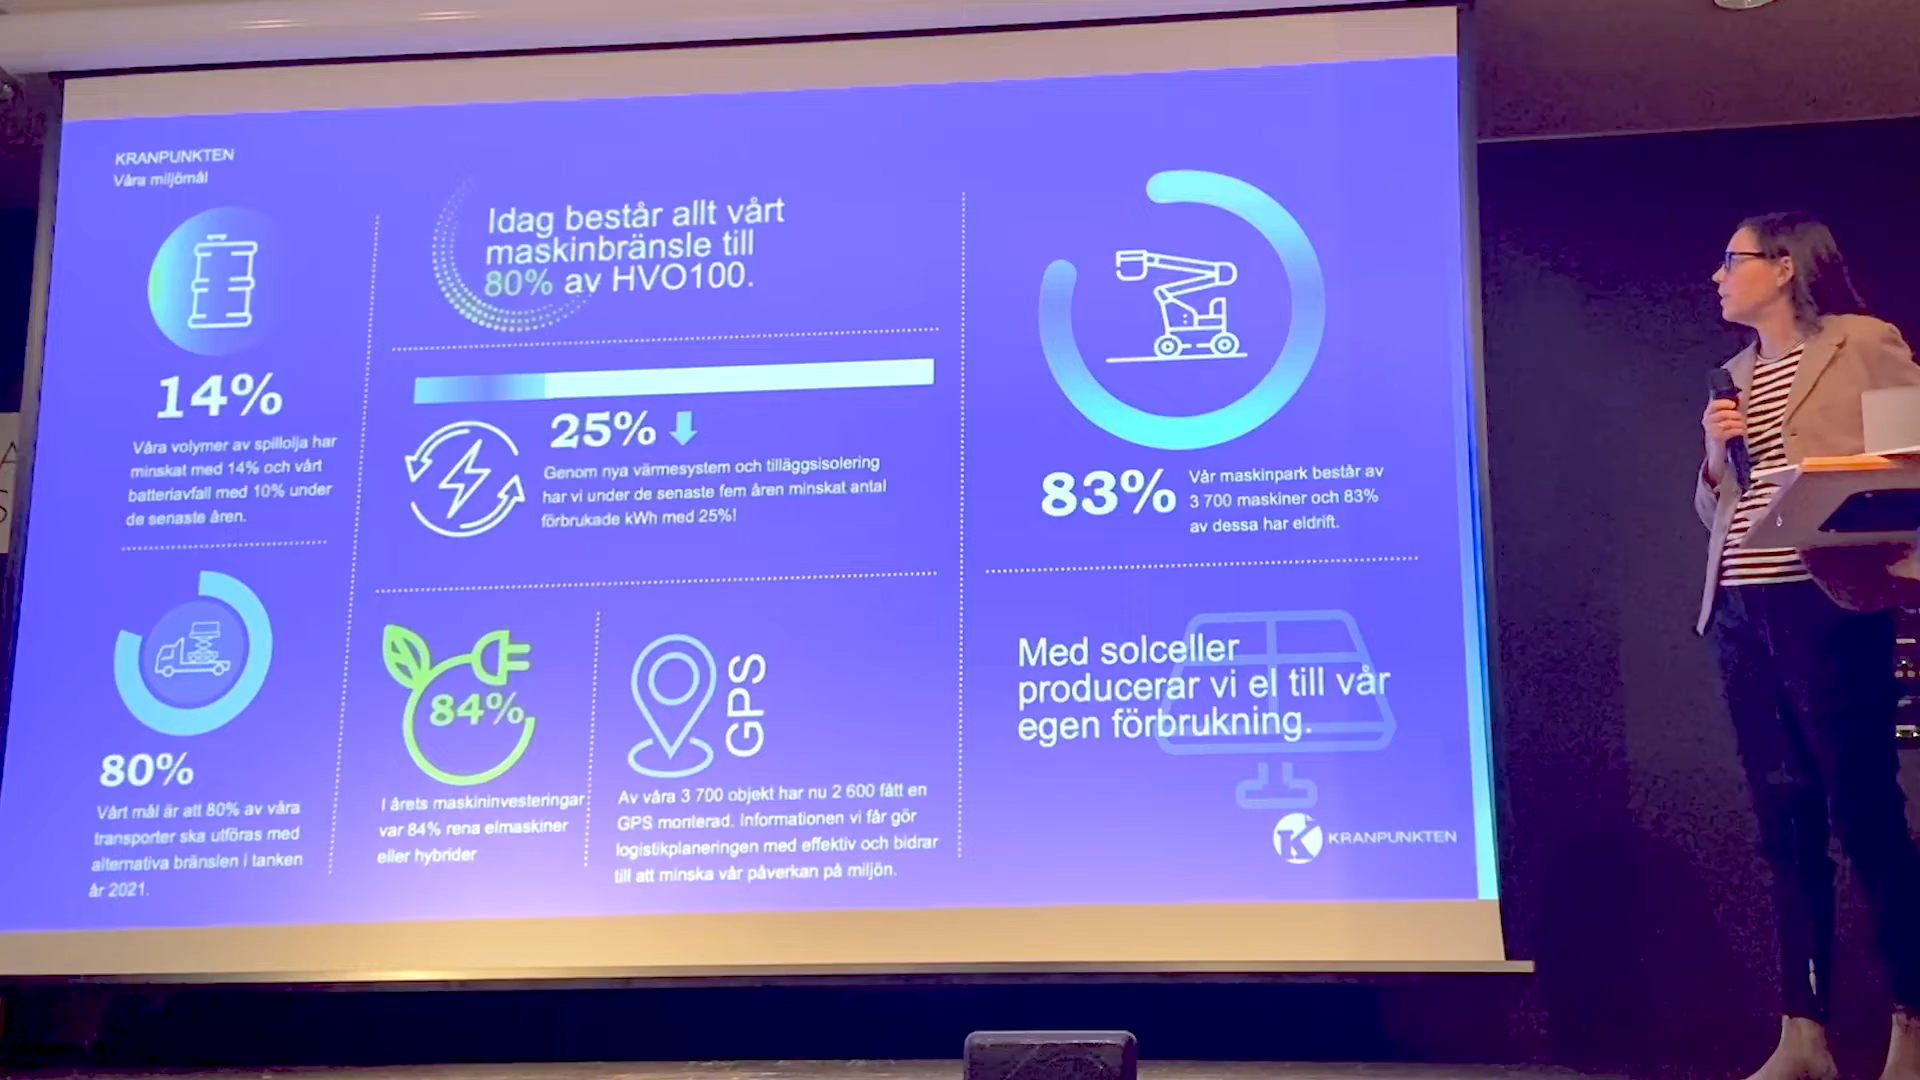 KRANPUNKTEN
Våra miljömål
14%
Våra volymer av spillolja har
minskat med 14% och vårt
batteriavfall med 10% under
de senaste åren.
80%
Vårt mål är att 80% av våra
transporter ska utföras med
alternativa bränslen i tanken
år 2021.
Idag består allt vårt
maskinbränsle till
80% av HVO100.
25%
Genom nya värmesystem och tilläggsisolering
har vi under de senaste fem åren minskat antal
förbrukade kWh med 25%!
84%
I årets maskininvesteringar
var 84% rena elmaskiner
eller hybrider
GPS
Av våra 3 700 objekt har nu 2 600 fått en
GPS monterad. Informationen vi får gör
logistikplaneringen med effektiv och bidrar
till att minska vår påverkan på miljön.
83%
Vår maskinpark består av
3 700 maskiner och 83%
av dessa har eldrift.
Med solceller
producerar vi el till vår
egen förbrukning.
KRANPUNKTEN